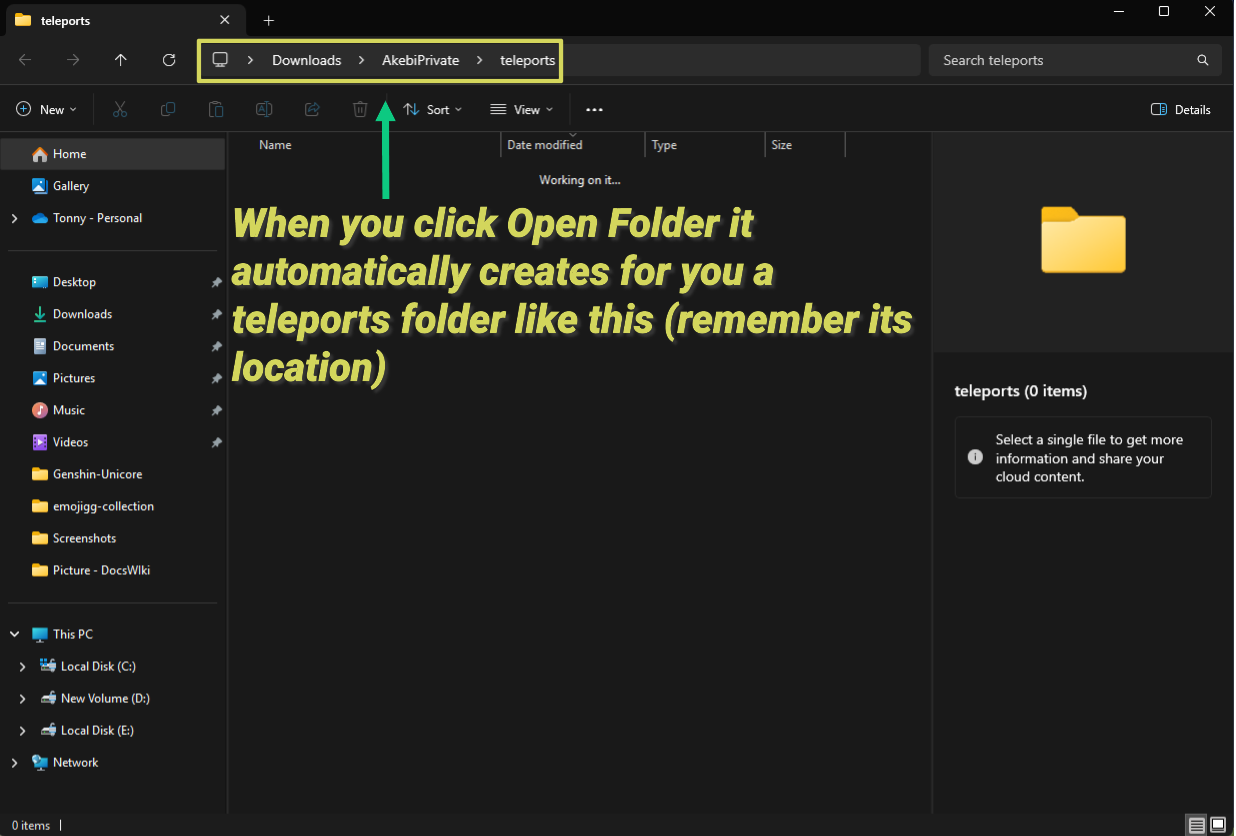 teleports
Downloads > AkebiPrivate > teleports
Search teleports
New
Sort
View
Details
Home
Gallery
Tonny - Personal
Desktop
Downloads
Documents
Pictures
Music
Videos
Genshin-Unicore
emojigg-collection
Screenshots
Picture - DocsWIki
This PC
Local Disk (C:)
New Volume (D:)
Local Disk (E:)
Network
Name
Date modified
Type
Size
Working on it...
When you click Open Folder it
automatically creates for you a
teleports folder like this (remember its
location)
teleports (0 items)
Select a single file to get more
information and share your
cloud content.
0 items